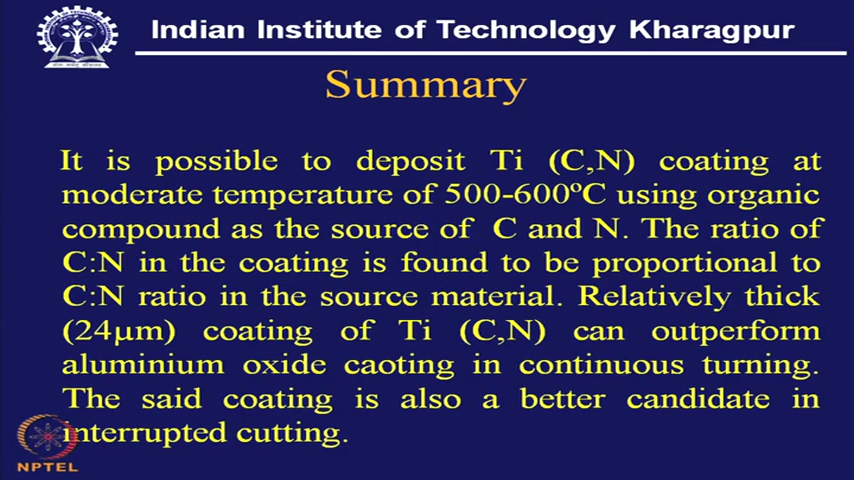 Indian Institute of Technology Kharagpur
Summary
It is possible to deposit Ti (C,N) coating at
moderate temperature of 500-600ºC using organic
compound as the source of C and N. The ratio of
C:N in the coating is found to be proportional to
C:N ratio in the source material. Relatively thick
(24µm) coating of Ti (C,N) can outperform
aluminium oxide caoting in continuous turning.
The said coating is also a better candidate in
interrupted cutting.
NPTEL